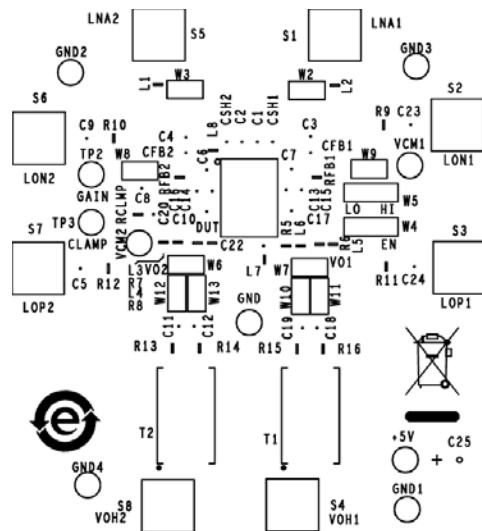 LNA2
S5
S1
LNA1
GND2
GND3
L1
W3
W2
L2
S6
S2
C9
R10
C4
L8
CSH2
C2
C1
CSH1
C3
R9
C23
LON2
LON1
TP2
W8
CFB2
C6
C7
CFB1
W9
VCM1
GAIN
RCLMP
C8
RFB2
C16
C14
RFB1
C13
C15
W5
LO
HI
S7
TP3
C20
C10
DUT
R5
L6
C17
W4
S3
CLAMP
VCM2
C22
R6
L5
EN
LOP2
C5
R12
L3
VO2
W6
L7
W7
VO1
R11
C24
LOP1
R7
L4
R8
W12
W13
GND
W10
W11
C11
C12
C19
C18
R13
R14
R15
R16
e
T2
T1
+5V
+
C25
GND4
S8
VOH2
S4
VOH1
GND1